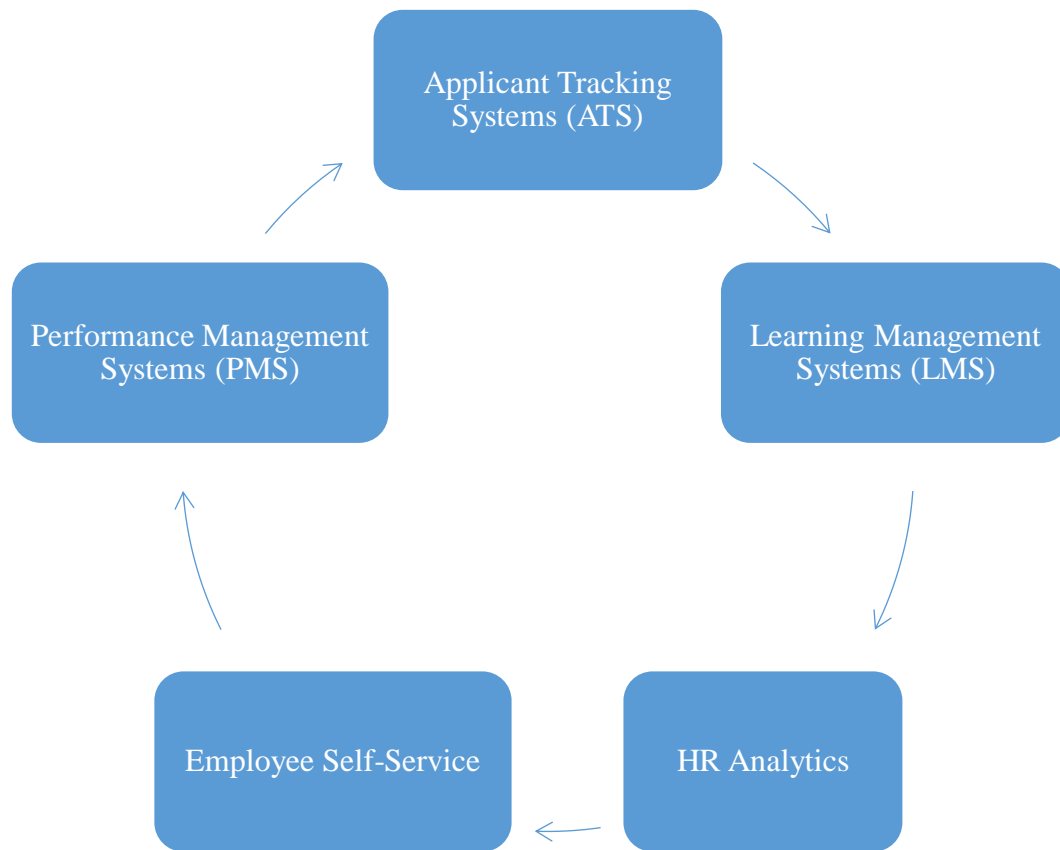 Applicant Tracking
Systems (ATS)
Performance Management
Systems (PMS)
Learning Management
Systems (LMS)
Employee Self-Service
HR Analytics